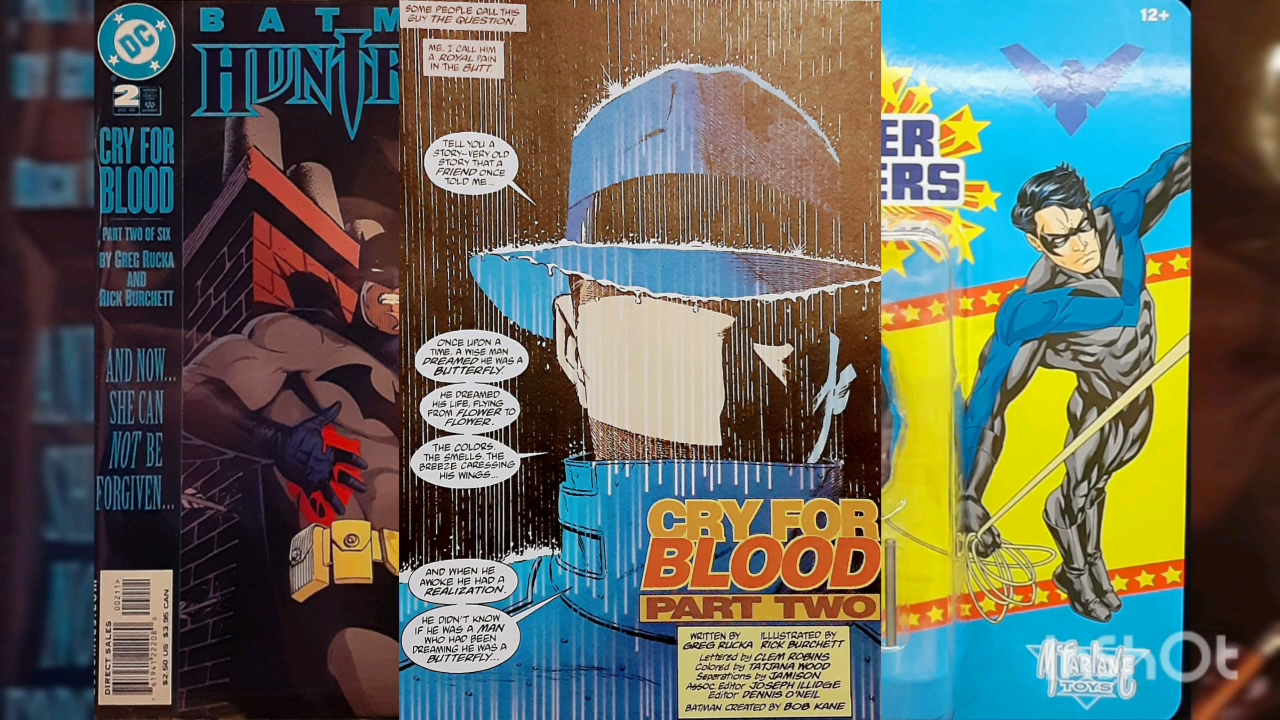 DC
BATM
HUNT
2
CRY FOR
BLOOD
PART TWO OF SIX
BY GREG RUCKA
AND
RICK BURCHETT
AND NOW...
SHE CAN
NOT BE
FORGIVEN...
00211
DIRECT SALES
$2.50 US $3.95 CAN
SOME PEOPLE CALL THIS
GUY THE QUESTION.
ME, I CALL HIM
A ROYAL PAIN
IN THE BUTT.
TELL YOU A
STORY--VERY OLD
STORY THAT A
FRIEND ONCE
TOLD ME...
ONCE UPON A
TIME, A WISE MAN
DREAMED HE WAS A
BUTTERFLY.
HE DREAMED
HIS LIFE, FLYING
FROM FLOWER TO
FLOWER.
THE COLORS.
THE SMELLS. THE
BREEZE CARESSING
HIS WINGS...
AND WHEN HE
AWOKE HE HAD A
REALIZATION.
HE DIDN'T KNOW
IF HE WAS A MAN
WHO HAD BEEN
DREAMING HE WAS A
BUTTERFLY...
CRY FOR
BLOOD
PART TWO
WRITTEN BY ILLUSTRATED BY
GREG RUCKA RICK BURCHETT
Lettered by CLEM ROBINS
Colored by TATJANA WOOD
Separations by JAMISON
Assoc. Editor JOSEPH ILLIDGE
Editor DENNIS O'NEIL
BATMAN CREATED BY BOB KANE
12+
ER
ERS
McFARLANE
TOYS